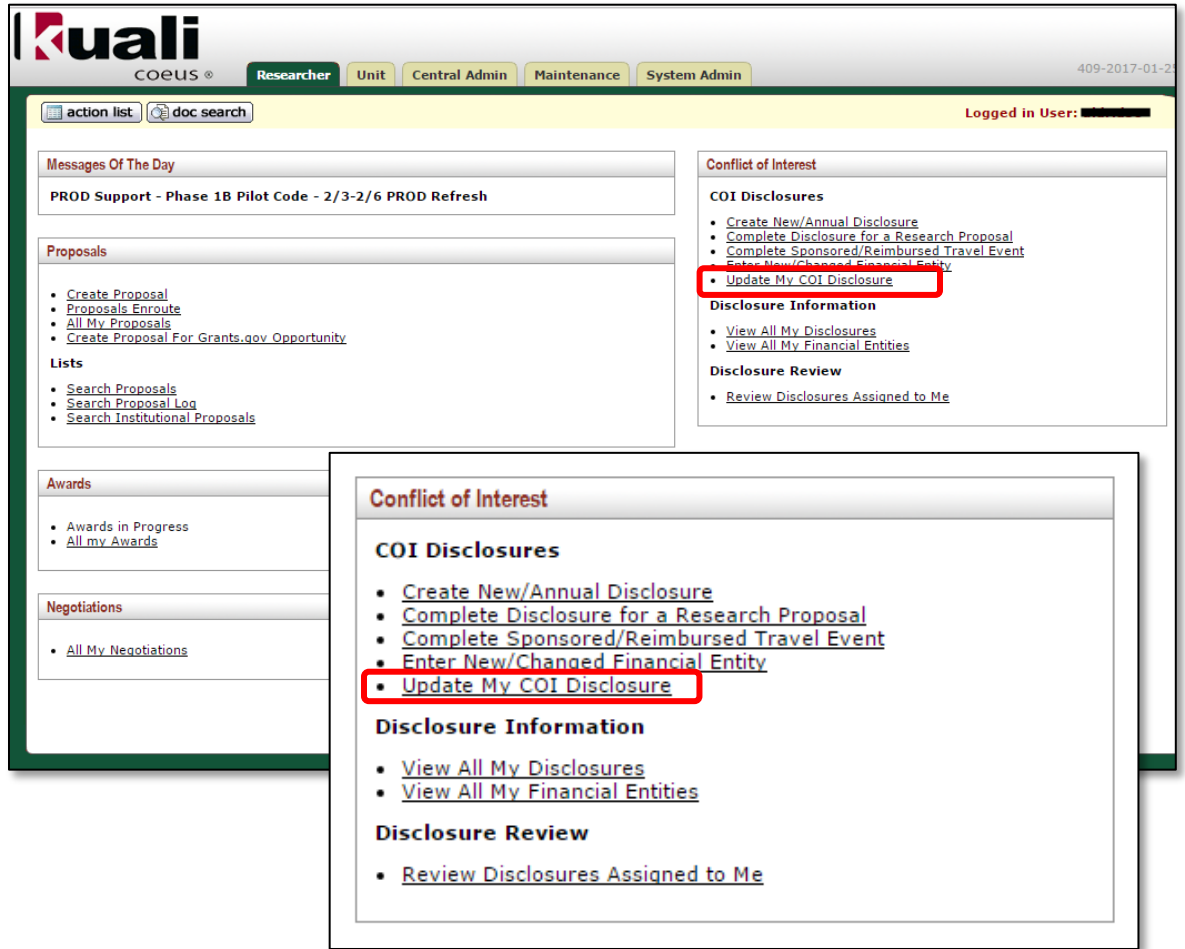 kuali
coeus ®
Researcher Unit Central Admin Maintenance System Admin
409-2017-01-25
action list doc search
Logged in User:
Messages Of The Day
PROD Support - Phase 1B Pilot Code - 2/3-2/6 PROD Refresh
Proposals
Create Proposal
Proposals Enroute
All My Proposals
Create Proposal For Grants.gov Opportunity
Lists
Search Proposals
Search Proposal Log
Search Institutional Proposals
Awards
Awards in Progress
All my Awards
Negotiations
All My Negotiations
Conflict of Interest
COI Disclosures
Create New/Annual Disclosure
Complete Disclosure for a Research Proposal
Complete Sponsored/Reimbursed Travel Event
Enter New/Changed Financial Entity
Update My COI Disclosure
Disclosure Information
View All My Disclosures
View All My Financial Entities
Disclosure Review
Review Disclosures Assigned to Me
Conflict of Interest
COI Disclosures
Create New/Annual Disclosure
Complete Disclosure for a Research Proposal
Complete Sponsored/Reimbursed Travel Event
Enter New/Changed Financial Entity
Update My COI Disclosure
Disclosure Information
View All My Disclosures
View All My Financial Entities
Disclosure Review
Review Disclosures Assigned to Me